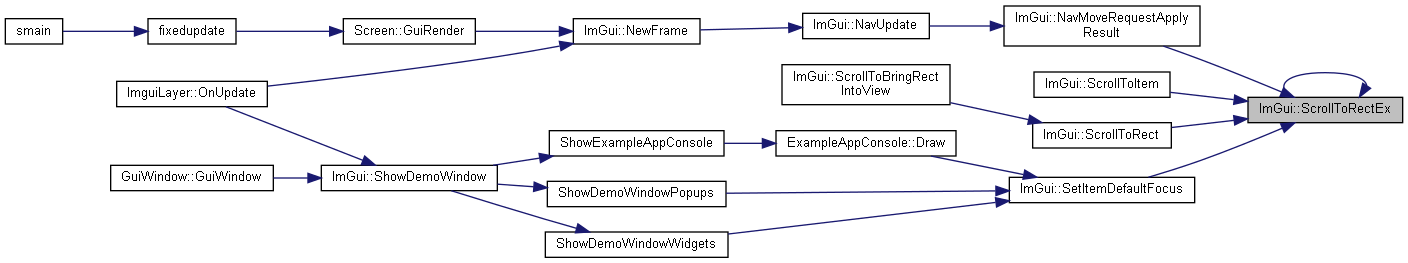 smain
fixedupdate
Screen::GuiRender
ImGui::NewFrame
ImGui::NavUpdate
ImGui::NavMoveRequestApply
Result
ImguiLayer::OnUpdate
ImGui::ScrollToBringRect
IntoView
ImGui::ScrollToItem
ImGui::ScrollToRectEx
ImGui::ScrollToRect
ShowExampleAppConsole
ExampleAppConsole::Draw
GuiWindow::GuiWindow
ImGui::ShowDemoWindow
ShowDemoWindowPopups
ImGui::SetItemDefaultFocus
ShowDemoWindowWidgets